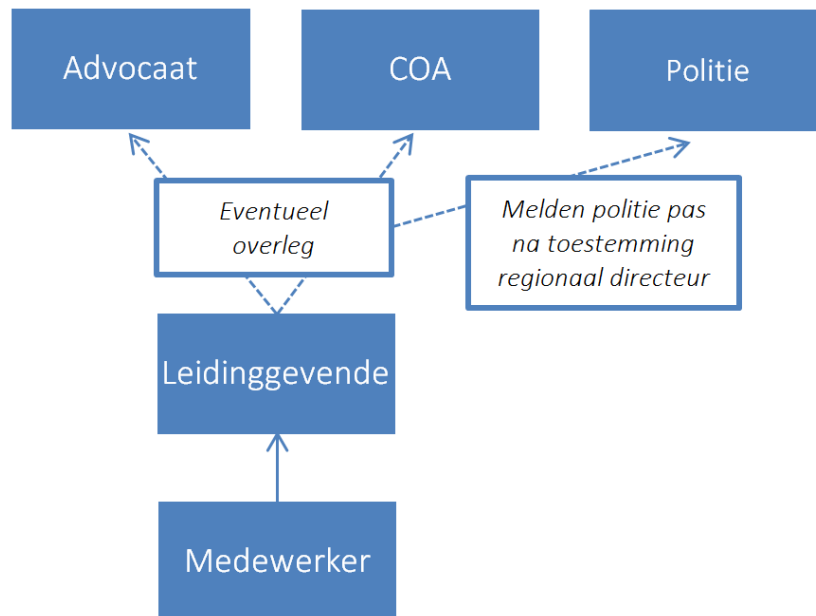 Advocaat
COA
Politie
Eventueel
overleg
Melden politie pas
na toestemming
regionaal directeur
Leidinggevende
Medewerker